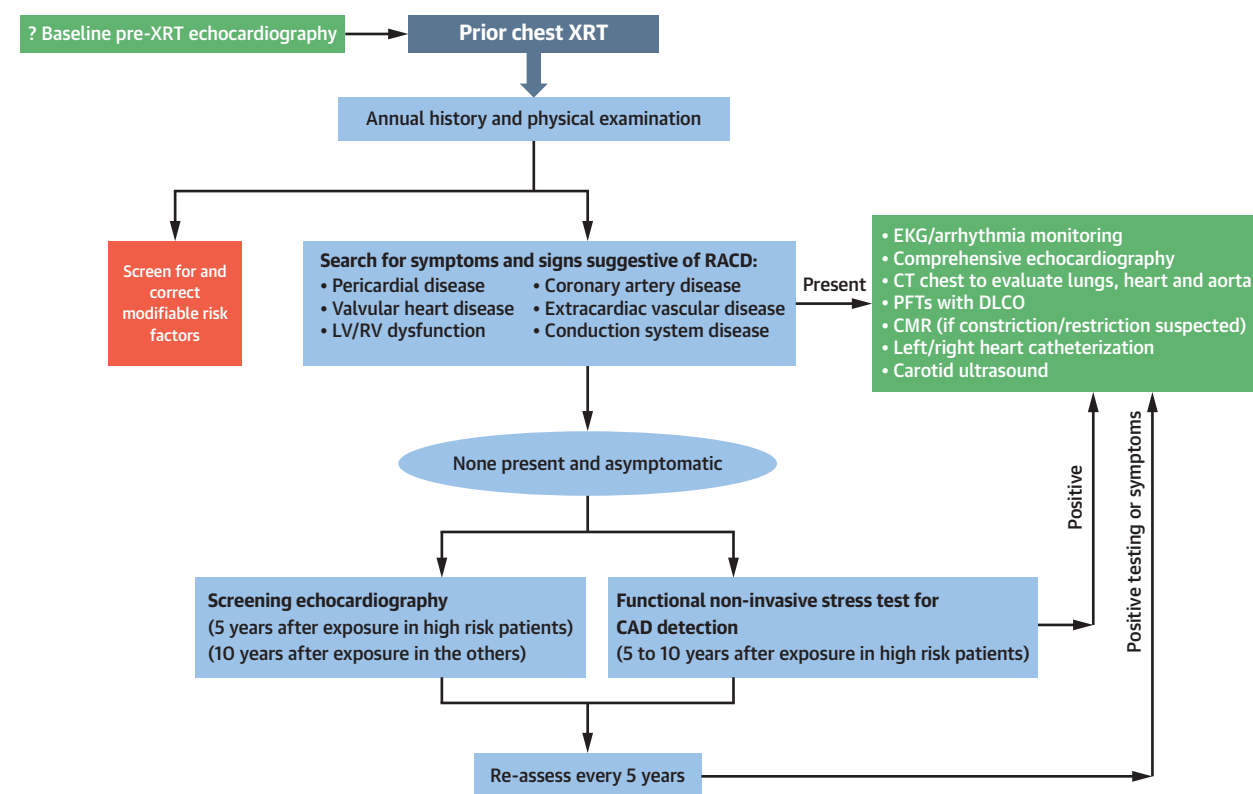 ? Baseline pre-XRT echocardiography
Prior chest XRT
Annual history and physical examination
Screen for and
correct
modifiable risk
factors
Search for symptoms and signs suggestive of RACD:
• Pericardial disease
• Valvular heart disease
• LV/RV dysfunction
• Coronary artery disease
• Extracardiac vascular disease
• Conduction system disease
Present
• EKG/arrhythmia monitoring
• Comprehensive echocardiography
• CT chest to evaluate lungs, heart and aorta
• PFTs with DLCO
• CMR (if constriction/restriction suspected)
• Left/right heart catheterization
• Carotid ultrasound
None present and asymptomatic
Positive
Positive testing or symptoms
Screening echocardiography
(5 years after exposure in high risk patients)
(10 years after exposure in the others)
Functional non-invasive stress test for
CAD detection
(5 to 10 years after exposure in high risk patients)
Re-assess every 5 years